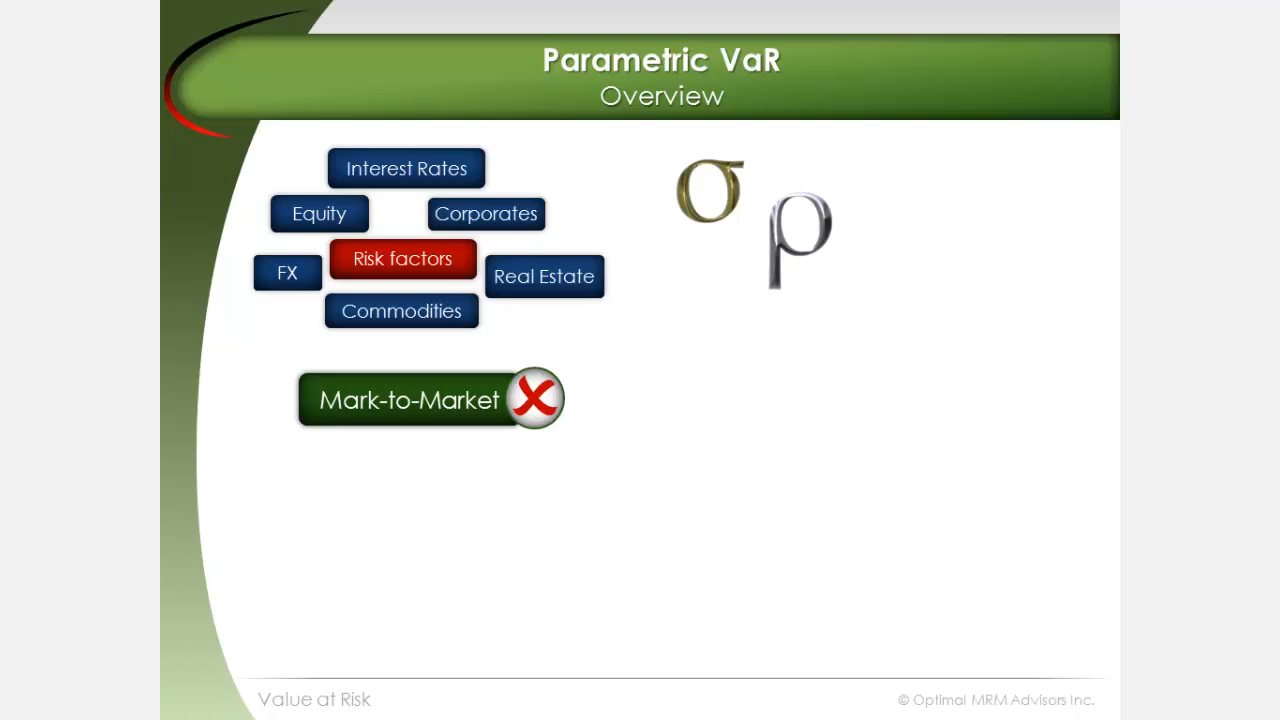 Parametric VaR
Overview
Interest Rates
Equity
Corporates
Risk factors
FX
Real Estate
Commodities
σ
ρ
Mark-to-Market
Value at Risk
© Optimal MRM Advisors Inc.